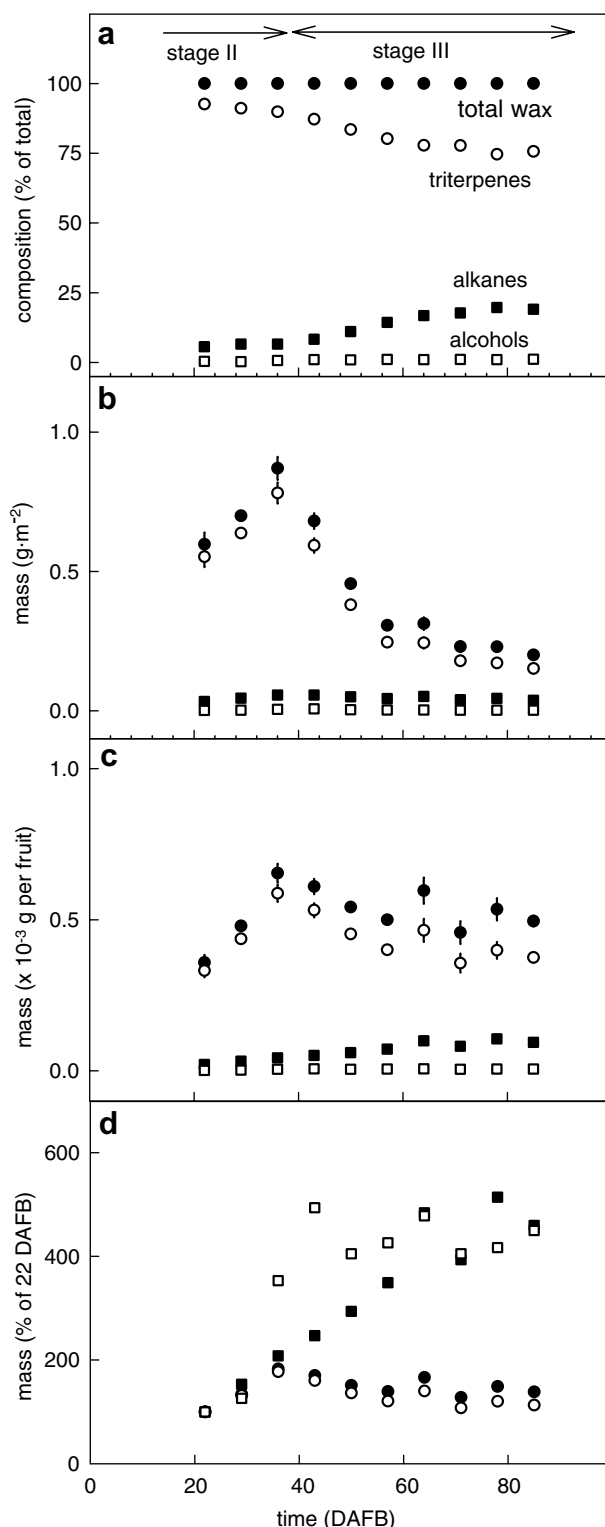 a
stage II
stage III
100
75
50
25
0
composition (% of total)
total wax
triterpenes
alkanes
alcohols
b
1.0
0.5
0.0
mass (g·m⁻²)
c
1.0
0.5
0.0
mass (x 10⁻³ g per fruit)
d
600
400
200
0
mass (% of 22 DAFB)
0 20 40 60 80
time (DAFB)